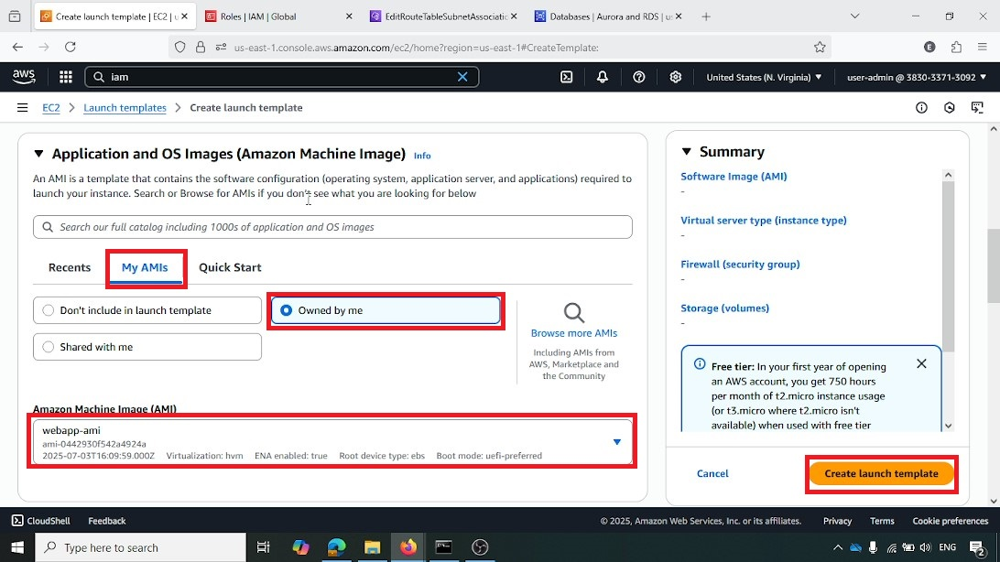 Create launch template | EC2 | u
Roles | IAM | Global
EditRouteTableSubnetAssociatic
Databases | Aurora and RDS | us
us-east-1.console.aws.amazon.com/ec2/home?region=us-east-1#CreateTemplate:
E
aws
iam
United States (N. Virginia)
user-admin @ 3830-3371-3092
EC2 > Launch templates > Create launch template
Application and OS Images (Amazon Machine Image) Info
An AMI is a template that contains the software configuration (operating system, application server, and applications) required to
launch your instance. Search or Browse for AMIs if you don't see what you are looking for below
Search our full catalog including 1000s of application and OS images
Recents
My AMIs
Quick Start
Don't include in launch template
Owned by me
Shared with me
Browse more AMIs
Including AMIs from
AWS, Marketplace and
the Community
Amazon Machine Image (AMI)
webapp-ami
ami-0442930f542a4924a
2025-07-03T16:09:59.000Z Virtualization: hvm ENA enabled: true Root device type: ebs Boot mode: uefi-preferred
Summary
Software Image (AMI)
-
Virtual server type (instance type)
-
Firewall (security group)
-
Storage (volumes)
-
Free tier: In your first year of opening
an AWS account, you get 750 hours
per month of t2.micro instance usage
(or t3.micro where t2.micro isn't
available) when used with free tier
Cancel
Create launch template
CloudShell
Feedback
© 2025, Amazon Web Services, Inc. or its affiliates.
Privacy
Terms
Cookie preferences
Type here to search
ENG
2